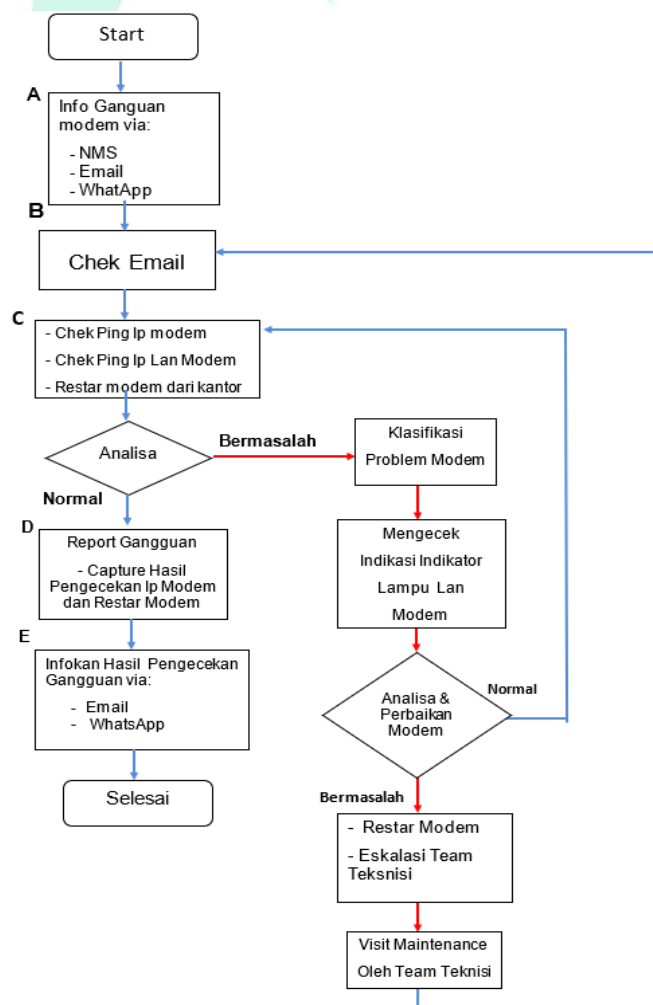 Start
A
Info Ganguan
modem via:
- NMS
- Email
- WhatApp
B
Chek Email
C
- Chek Ping Ip modem
- Chek Ping Ip Lan Modem
- Restar modem dari kantor
Analisa
Bermasalah
Normal
Klasifikasi
Problem Modem
Mengecek
Indikasi Indikator
Lampu Lan
Modem
Analisa &
Perbaikan
Modem
Normal
Bermasalah
- Restar Modem
- Eskalasi Team
Teksnisi
Visit Maintenance
Oleh Team Teknisi
D
Report Gangguan
- Capture Hasil
Pengecekan Ip Modem
dan Restar Modem
E
Infokan Hasil Pengecekan
Gangguan via:
- Email
- WhatsApp
Selesai